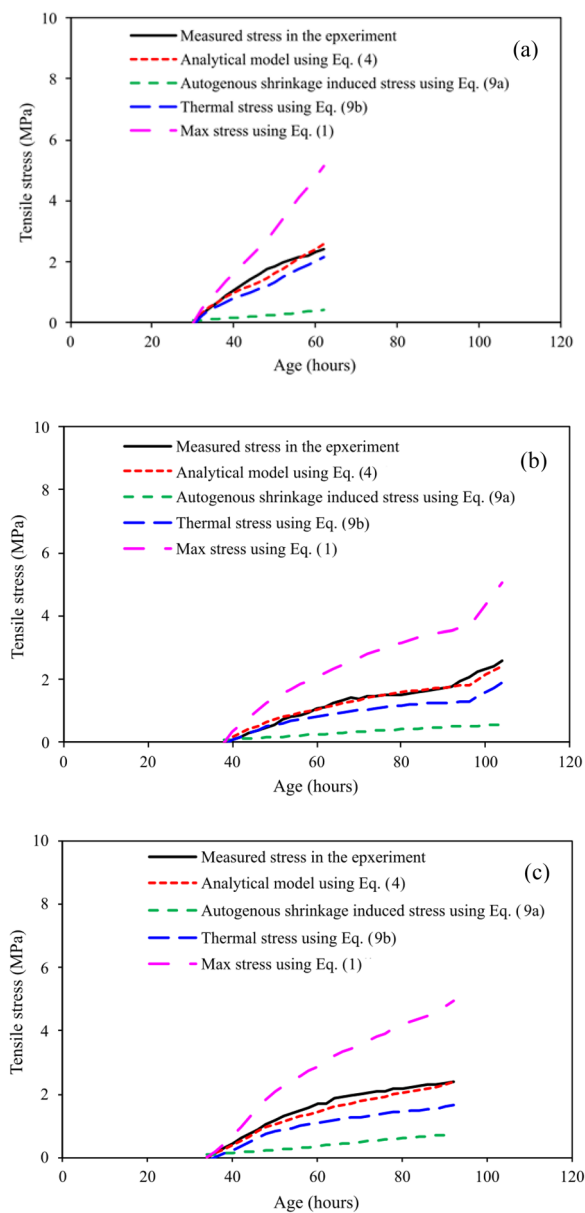 10
8
6
4
2
0
Tensile stress (MPa)
Measured stress in the epxeriment
Analytical model using Eq. (4)
Autogenous shrinkage induced stress using Eq. (9a)
Thermal stress using Eq. (9b)
Max stress using Eq. (1)
(a)
0 20 40 60 80 100 120
Age (hours)
10
8
6
4
2
0
Tensile stress (MPa)
Measured stress in the epxeriment
Analytical model using Eq. (4)
Autogenous shrinkage induced stress using Eq. (9a)
Thermal stress using Eq. (9b)
Max stress using Eq. (1)
(b)
0 20 40 60 80 100 120
Age (hours)
10
8
6
4
2
0
Tensile stress (MPa)
Measured stress in the epxeriment
Analytical model using Eq. (4)
Autogenous shrinkage induced stress using Eq. (9a)
Thermal stress using Eq. (9b)
Max stress using Eq. (1)
(c)
0 20 40 60 80 100 120
Age (hours)